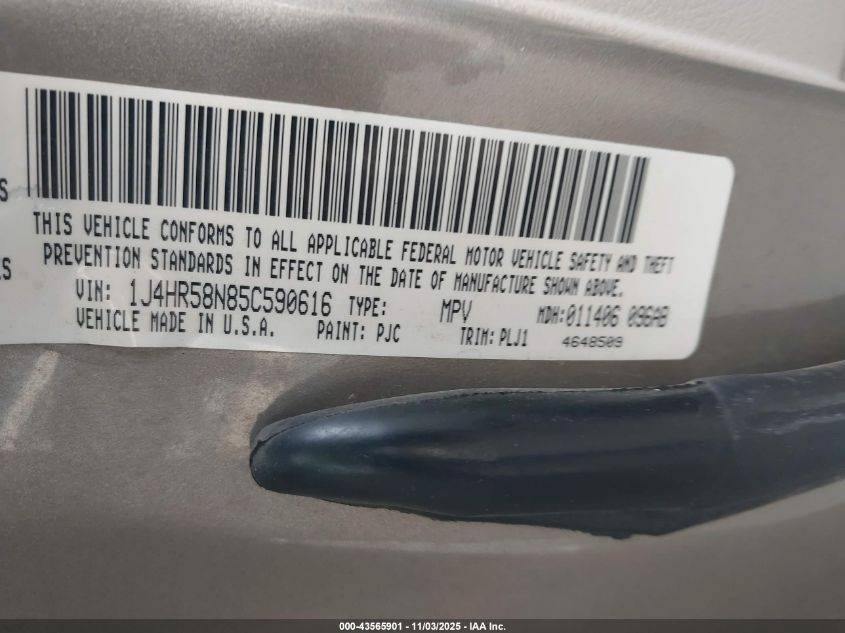 S
THIS VEHICLE CONFORMS TO ALL APPLICABLE FEDERAL MOTOR VEHICLE SAFETY AND THEFT
ES PREVENTION STANDARDS IN EFFECT ON THE DATE OF MANUFACTURE SHOWN ABOVE.
VIN: 1J4HR58N85C590616 TYPE: MPV MDH:011406 096AB
VEHICLE MADE IN U.S.A. PAINT: PJC TRIM: PLJ1 4648509
000-43565901 - 11/03/2025 - IAA Inc.